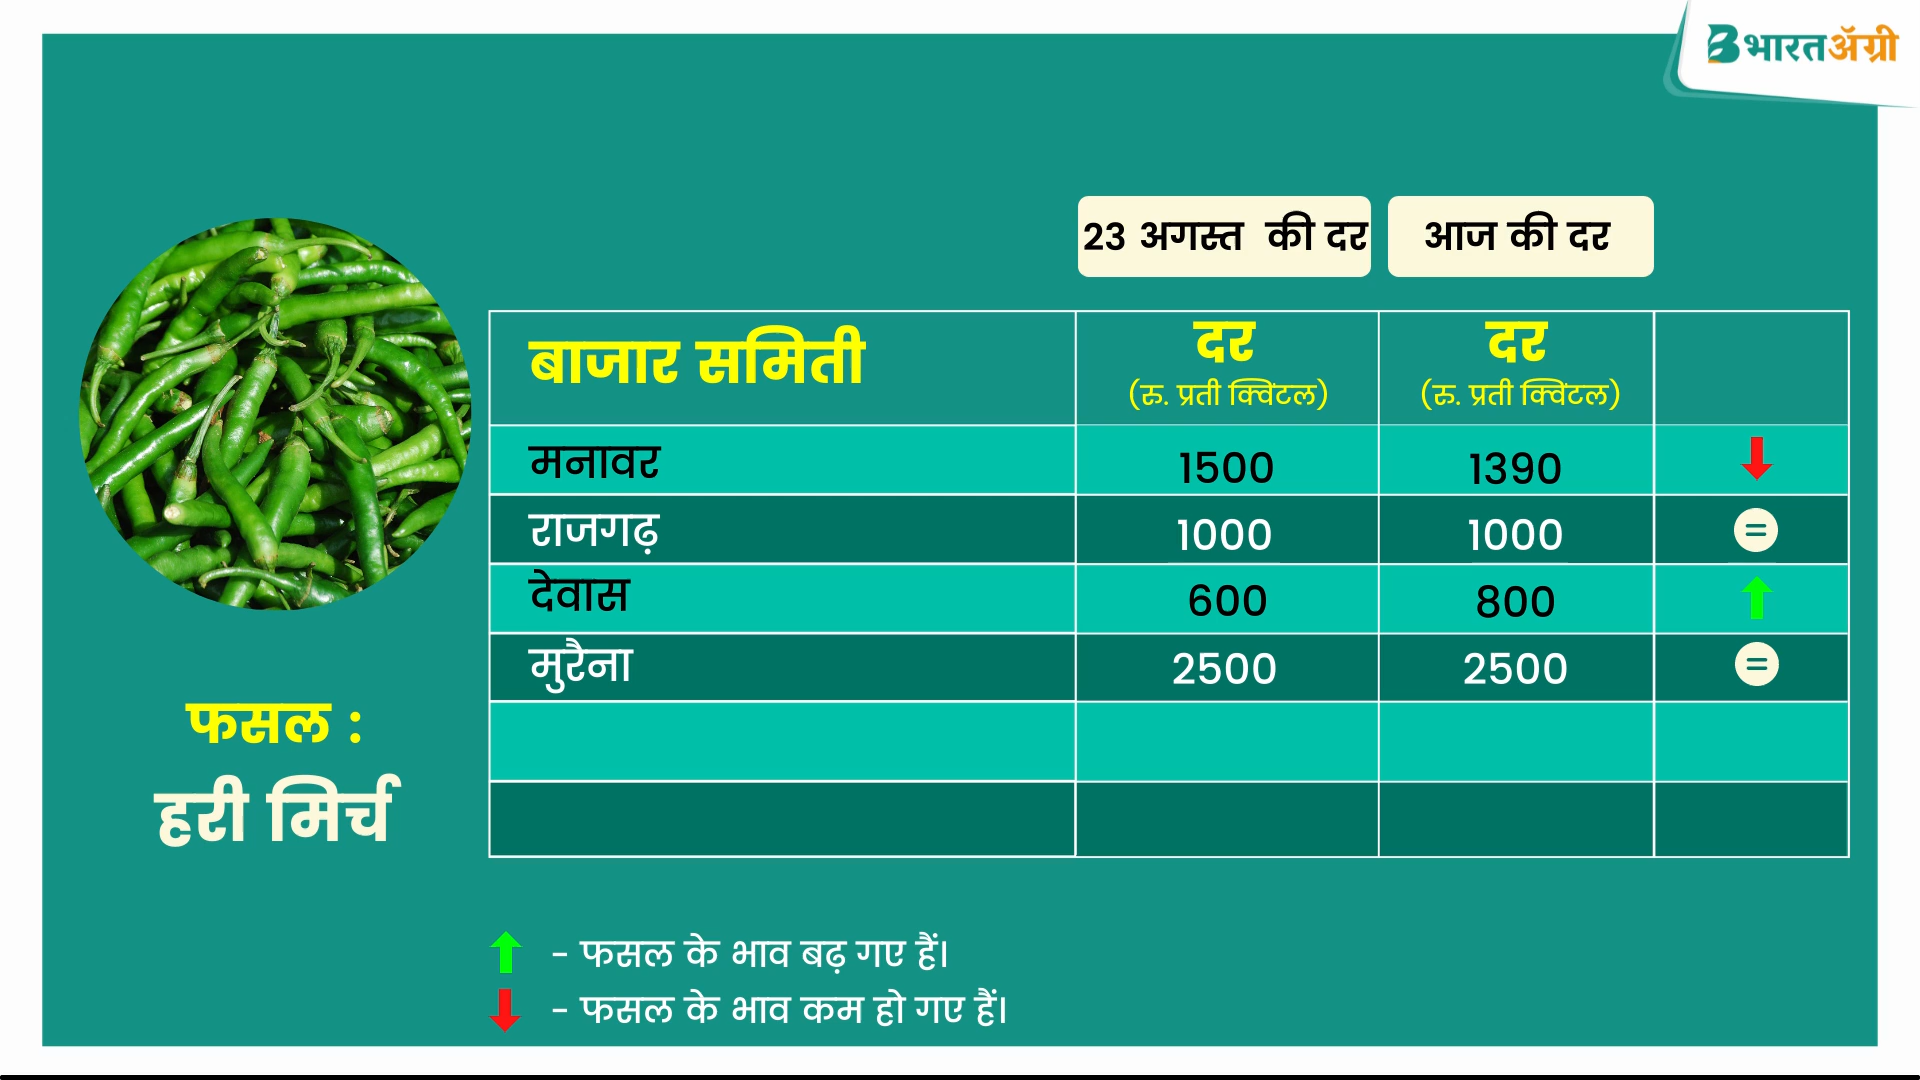 भारतॲग्री
23 अगस्त की दर आज की दर
बाजार समिती दर दर
(रु. प्रती क्विंटल) (रु. प्रती क्विंटल)
मनावर 1500 1390
राजगढ़ 1000 1000 =
देवास 600 800
मुरैना 2500 2500 =
फसल :
हरी मिर्च
- फसल के भाव बढ़ गए हैं।
- फसल के भाव कम हो गए हैं।